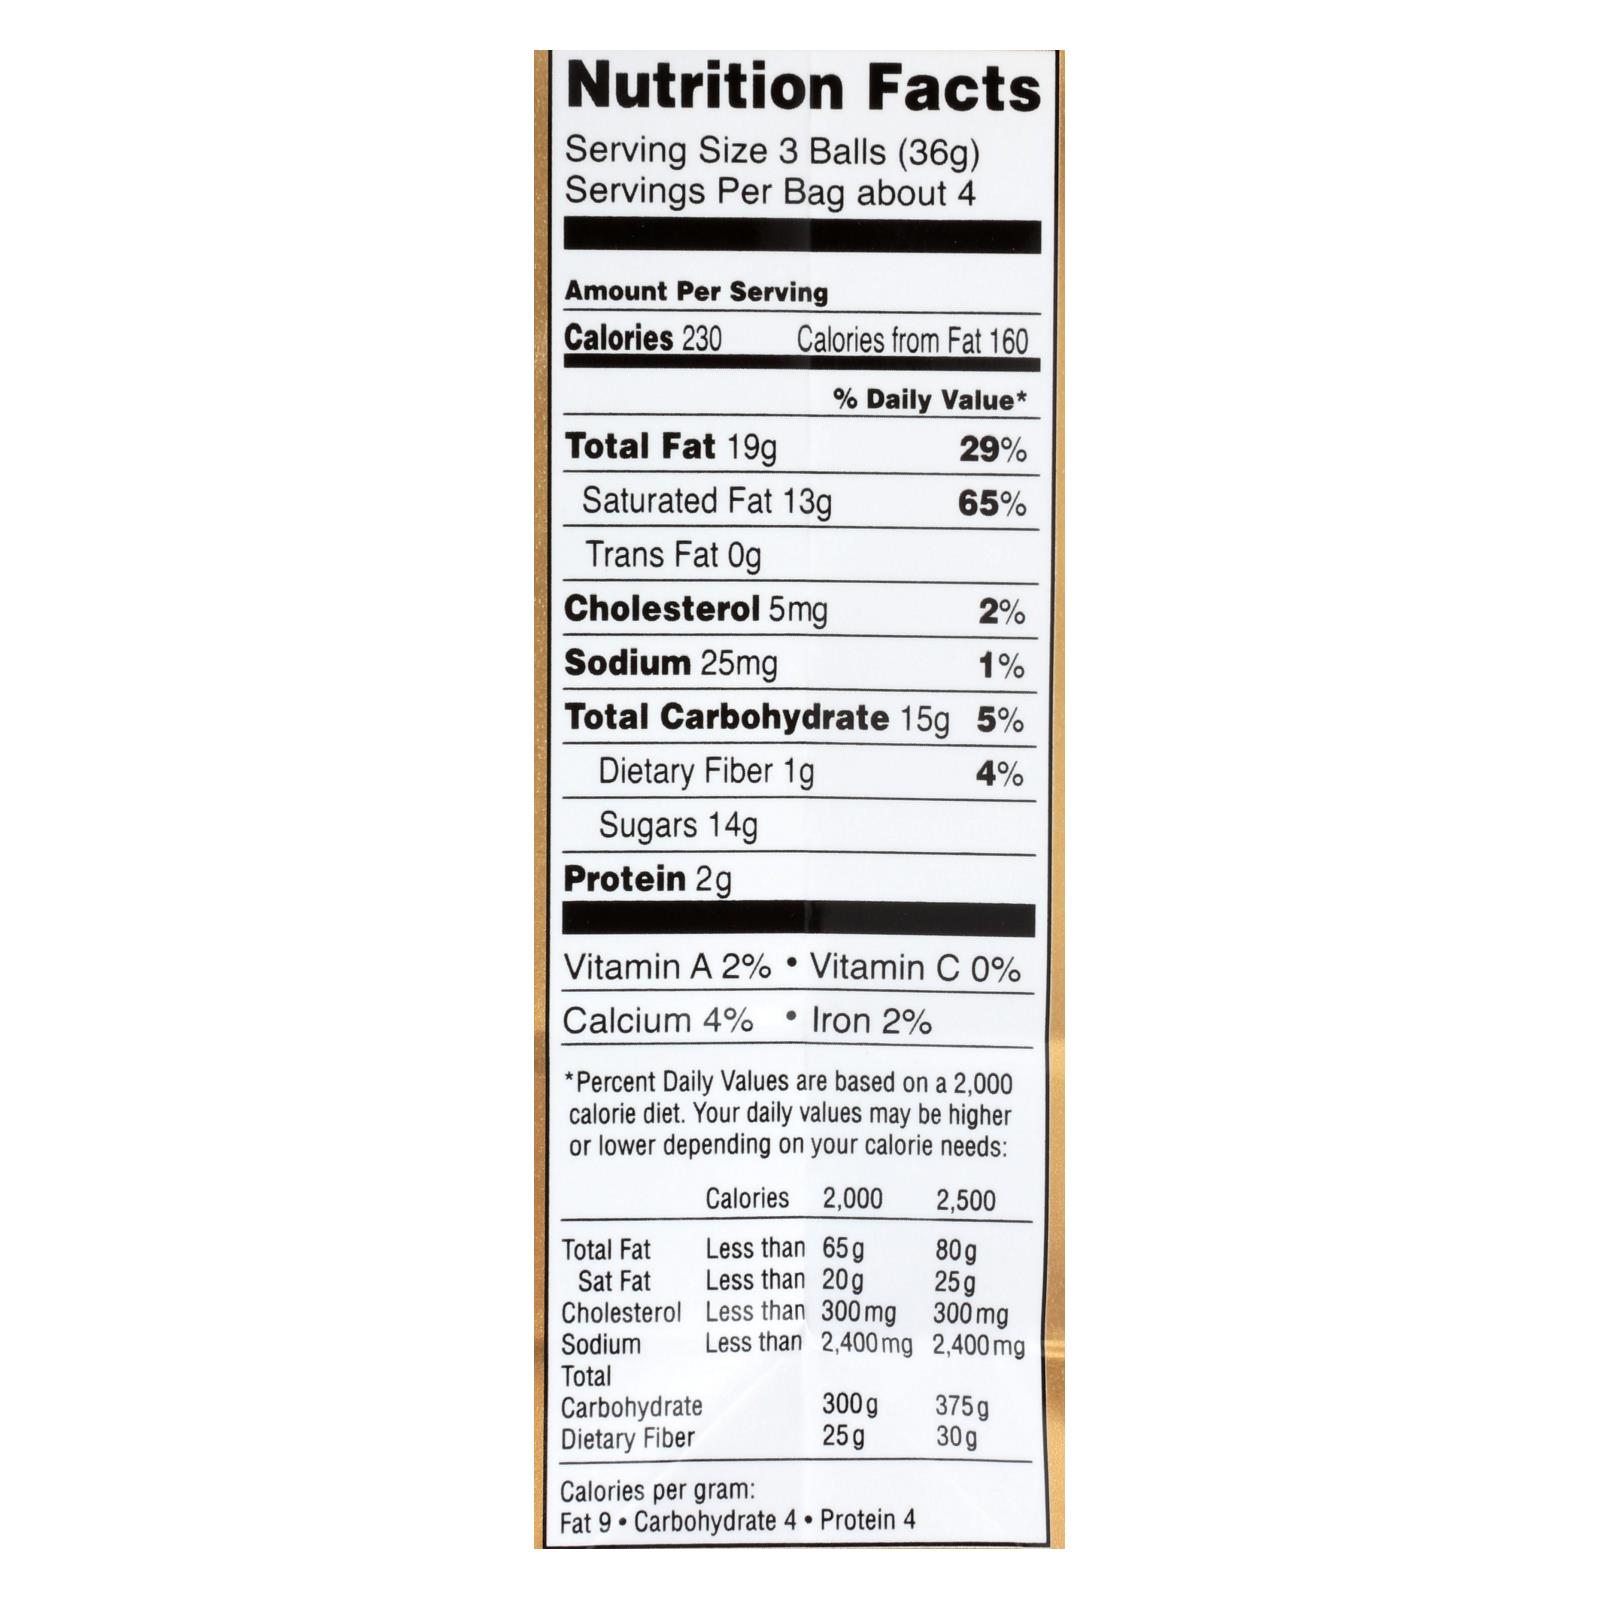 Nutrition Facts
Serving Size 3 Balls (36g)
Servings Per Bag about 4
Amount Per Serving
Calories 230 Calories from Fat 160
% Daily Value*
Total Fat 19g 29%
Saturated Fat 13g 65%
Trans Fat 0g
Cholesterol 5mg 2%
Sodium 25mg 1%
Total Carbohydrate 15g 5%
Dietary Fiber 1g 4%
Sugars 14g
Protein 2g
Vitamin A 2% • Vitamin C 0%
Calcium 4% • Iron 2%
*Percent Daily Values are based on a 2,000
calorie diet. Your daily values may be higher
or lower depending on your calorie needs:
Calories 2,000 2,500
Total Fat Less than 65g 80g
Sat Fat Less than 20g 25g
Cholesterol Less than 300mg 300mg
Sodium Less than 2,400mg 2,400mg
Total
Carbohydrate 300g 375g
Dietary Fiber 25g 30g
Calories per gram:
Fat 9 • Carbohydrate 4 • Protein 4